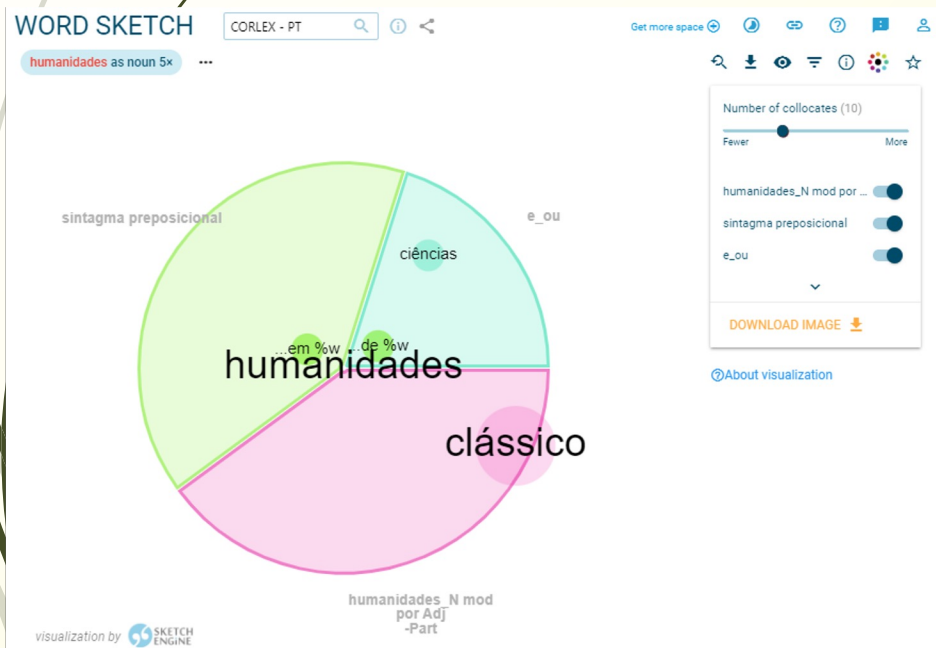 WORD SKETCH
CORLEX - PT
Get more space
humanidades as noun 5×
Number of collocates (10)
Fewer
More
humanidades_N mod por ...
sintagma preposicional
e_ou
DOWNLOAD IMAGE
About visualization
sintagma preposicional
e_ou
ciências
...em %w
...de %w
humanidades
clássico
humanidades_N mod
por Adj
-Part
visualization by
SKETCH
ENGINE